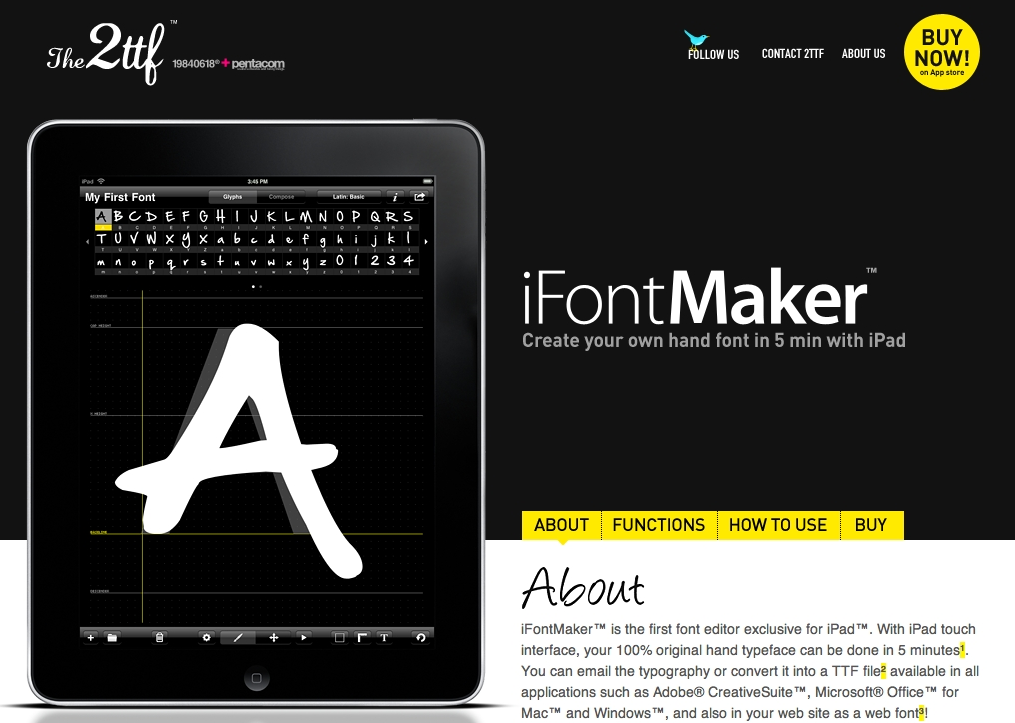 The 2ttf ™
19840618® + pentacom
FOLLOW US
CONTACT 2TTF
ABOUT US
BUY
NOW!
on App store
iPad
3:45 PM
My First Font
Glyphs
Compose
Latin: Basic
i
A B C D E F G H I J K L M N O P Q R S
T U V W X Y X a b c d e f g h i j k l
m n o p q r s t u v w x y z 0 1 2 3 4
A
T
iFontMaker™
Create your own hand font in 5 min with iPad
ABOUT
FUNCTIONS
HOW TO USE
BUY
About
iFontMaker™ is the first font editor exclusive for iPad™. With iPad touch
interface, your 100% original hand typeface can be done in 5 minutes¹.
You can email the typography or convert it into a TTF file² available in all
applications such as Adobe® CreativeSuite™, Microsoft® Office™ for
Mac™ and Windows™, and also in your web site as a web font³!